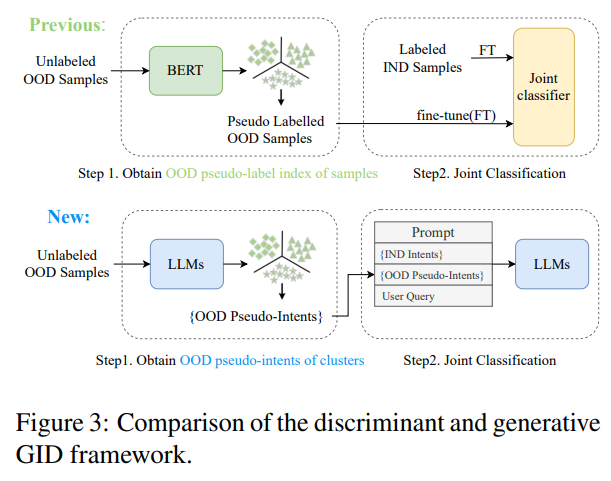 Previous:
Unlabeled
OOD Samples
BERT
Pseudo Labelled
OOD Samples
Labeled
IND Samples
FT
fine-tune(FT)
Joint
classifier
Step 1. Obtain OOD pseudo-label index of samples
Step2. Joint Classification
New:
Unlabeled
OOD Samples
LLMs
{OOD Pseudo-Intents}
Prompt
{IND Intents}
{OOD Pseudo-Intents}
User Query
LLMs
Step1. Obtain OOD pseudo-intents of clusters
Step2. Joint Classification
Figure 3: Comparison of the discriminant and generative
GID framework.